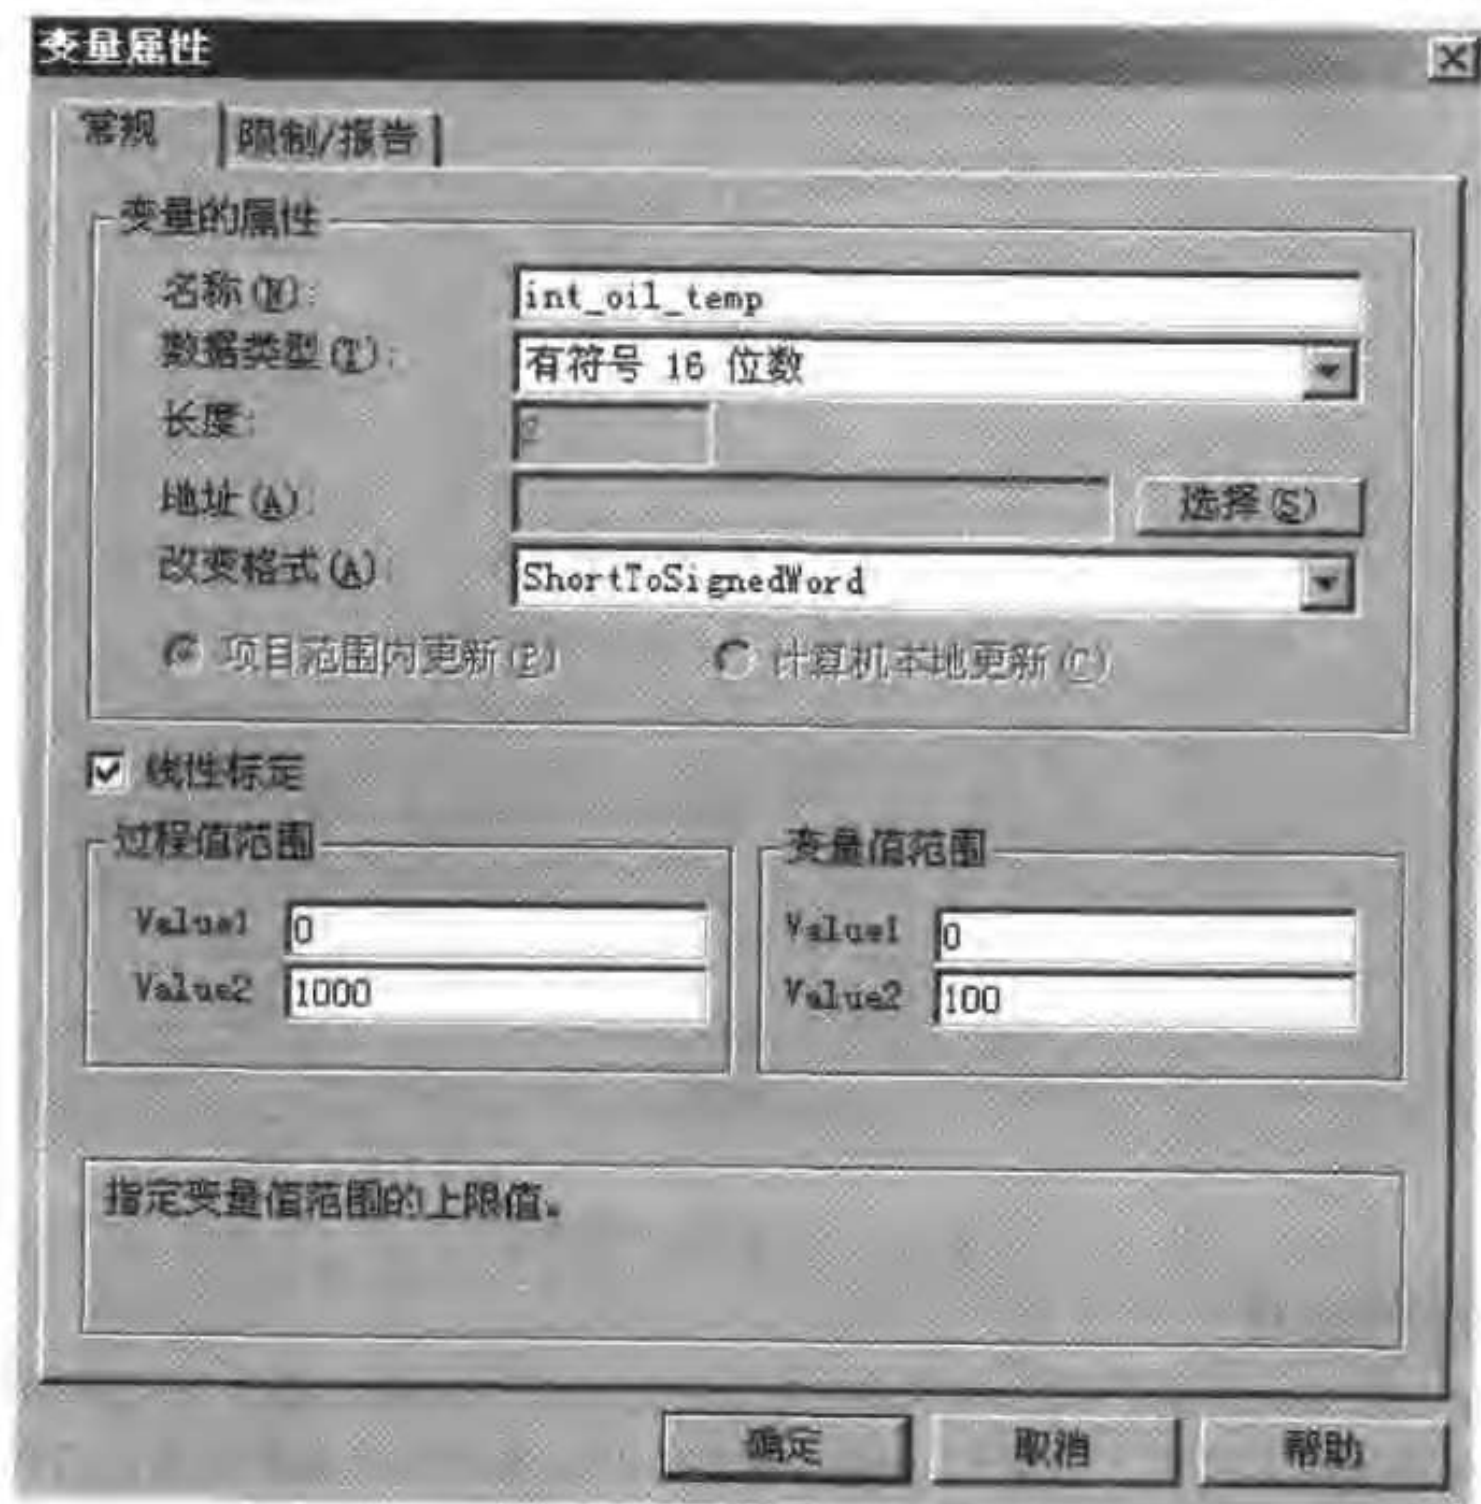 变量属性
常规 限制/报告
变量的属性
名称(N): int_oil_temp
数据类型(T): 有符号 16 位数
长度: 2
地址(A): 选择(S)
改变格式(A): ShortToSignedWord
项目范围内更新(P) 计算机本地更新(C)
线性标定
过程值范围 变量值范围
Value1 0 Value1 0
Value2 1000 Value2 100
指定变量值范围的上限值。
确定 取消 帮助